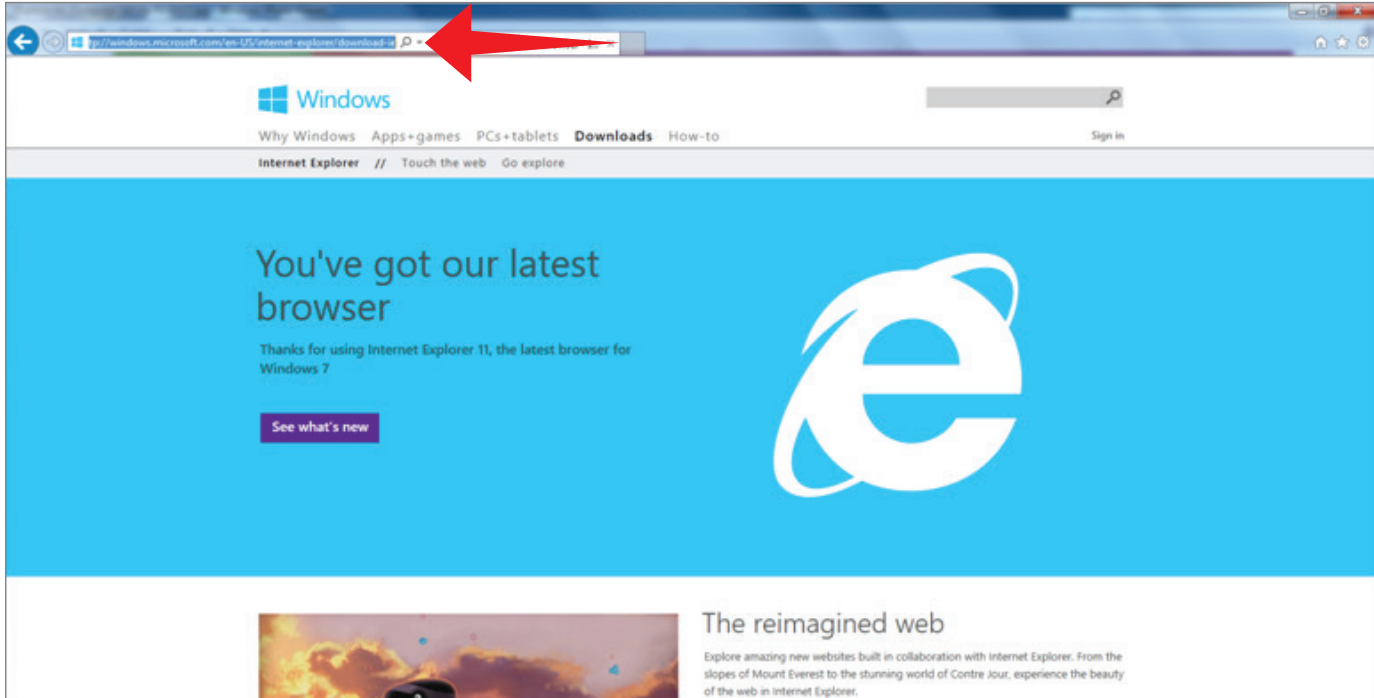 tp://windows.microsoft.com/en-US/internet-explorer/download-ie
Windows
Why Windows Apps+games PCs+tablets Downloads How-to
Sign in
Internet Explorer // Touch the web Go explore
You've got our latest
browser
Thanks for using Internet Explorer 11, the latest browser for
Windows 7
See what's new
The reimagined web
Explore amazing new websites built in collaboration with Internet Explorer. From the
slopes of Mount Everest to the stunning world of Contre Jour, experience the beauty
of the web in Internet Explorer.